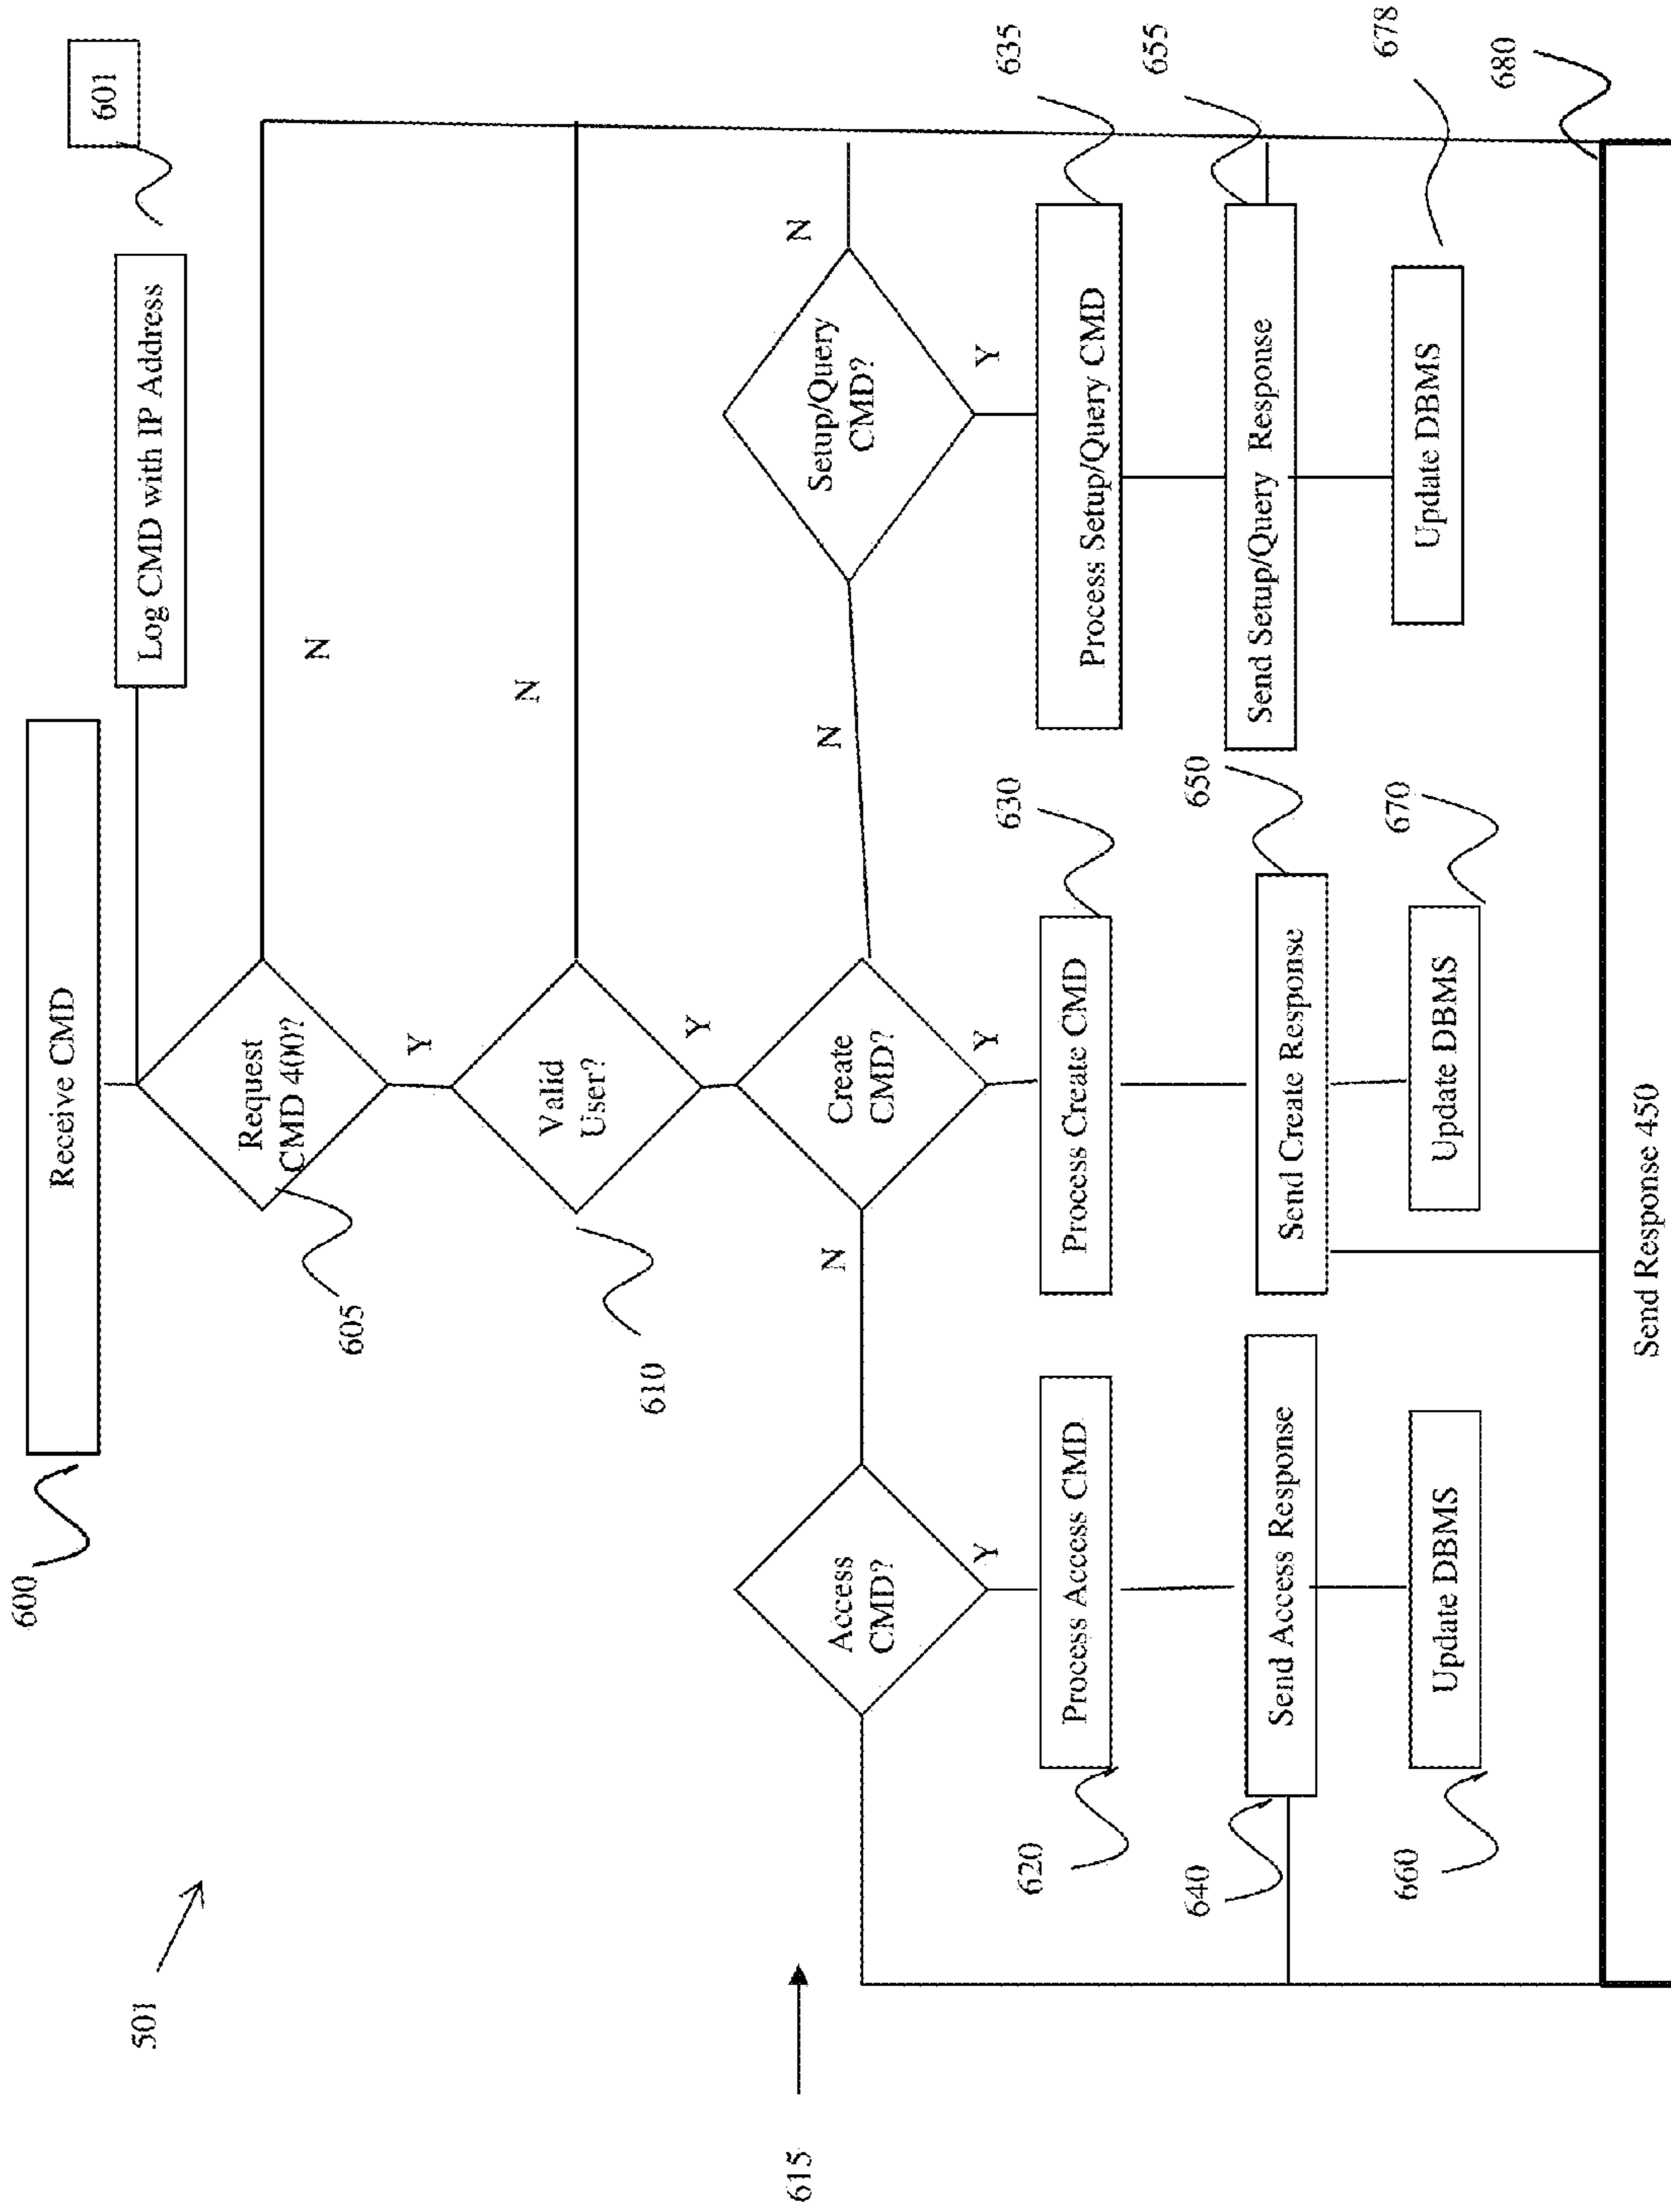 601
600
Receive CMD
Log CMD with IP Address
501
Request
CMD 400?
N
605
Y
Valid
User?
N
610
Y
615
Access
CMD?
N
Create
CMD?
N
Setup/Query
CMD?
N
Y
Y
Y
620
Process Access CMD
630
Process Create CMD
635
Process Setup/Query CMD
640
Send Access Response
650
Send Create Response
655
Send Setup/Query Response
660
Update DBMS
670
Update DBMS
678
Update DBMS
680
Send Response 450